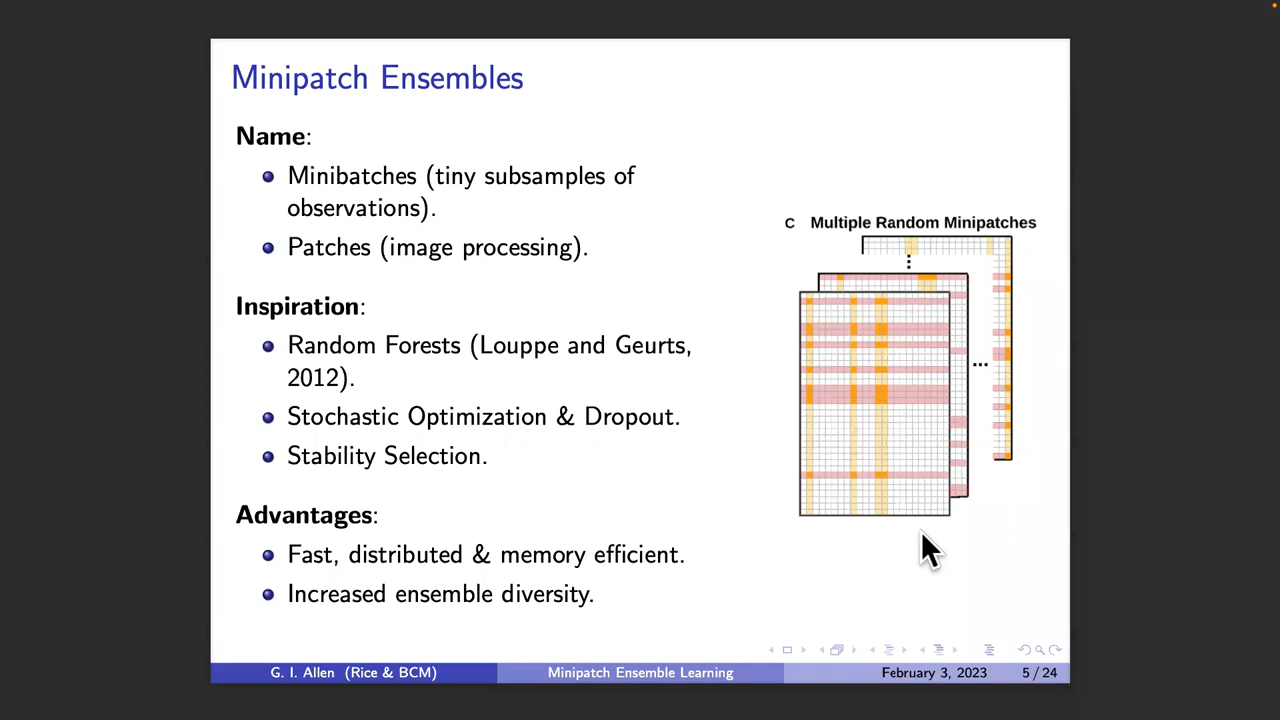 Minipatch Ensembles
Name:
Minibatches (tiny subsamples of
observations).
Patches (image processing).
Inspiration:
Random Forests (Louppe and Geurts,
2012).
Stochastic Optimization & Dropout.
Stability Selection.
Advantages:
Fast, distributed & memory efficient.
Increased ensemble diversity.
C Multiple Random Minipatches
G. I. Allen (Rice & BCM) Minipatch Ensemble Learning February 3, 2023 5 / 24